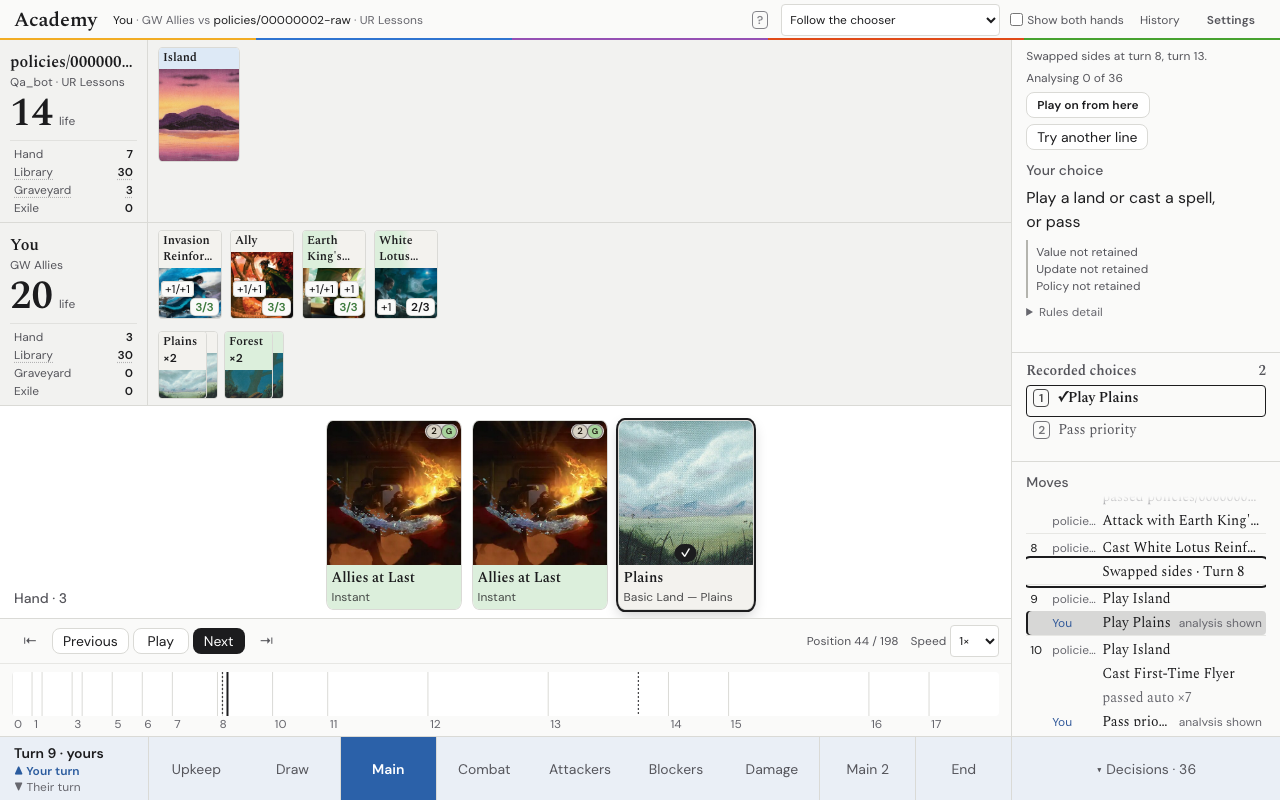 Academy
You · GW Allies vs policies/00000002-raw · UR Lessons
?
Follow the chooser
Show both hands
History
Settings
policies/000000...
Qa_bot · UR Lessons
14 life
Hand 7
Library 30
Graveyard 3
Exile 0
Island
You
GW Allies
20 life
Hand 3
Library 30
Graveyard 0
Exile 0
Invasion Reinfor...
+1/+1
3/3
Ally
+1/+1
3/3
Earth King's...
+1/+1
+1
3/3
White Lotus...
+1
2/3
Plains ×2
Forest ×2
Hand · 3
2 G
Allies at Last
Instant
2 G
Allies at Last
Instant
Plains
Basic Land — Plains
Previous
Play
Next
Position 44 / 198
Speed
1×
0 1 3 5 6 7 8 10 11 12 13 14 15 16 17
Turn 9 · yours
▲ Your turn
▼ Their turn
Upkeep
Draw
Main
Combat
Attackers
Blockers
Damage
Main 2
End
Swapped sides at turn 8, turn 13.
Analysing 0 of 36
Play on from here
Try another line
Your choice
Play a land or cast a spell,
or pass
Value not retained
Update not retained
Policy not retained
Rules detail
Recorded choices 2
1 ✓Play Plains
2 Pass priority
Moves
passed policies/0000000...
policie... Attack with Earth King'...
8 policie... Cast White Lotus Reinf...
Swapped sides · Turn 8
9 policie... Play Island
You Play Plains analysis shown
10 policie... Play Island
Cast First-Time Flyer
passed auto ×7
You Pass prio... analysis shown
Decisions · 36